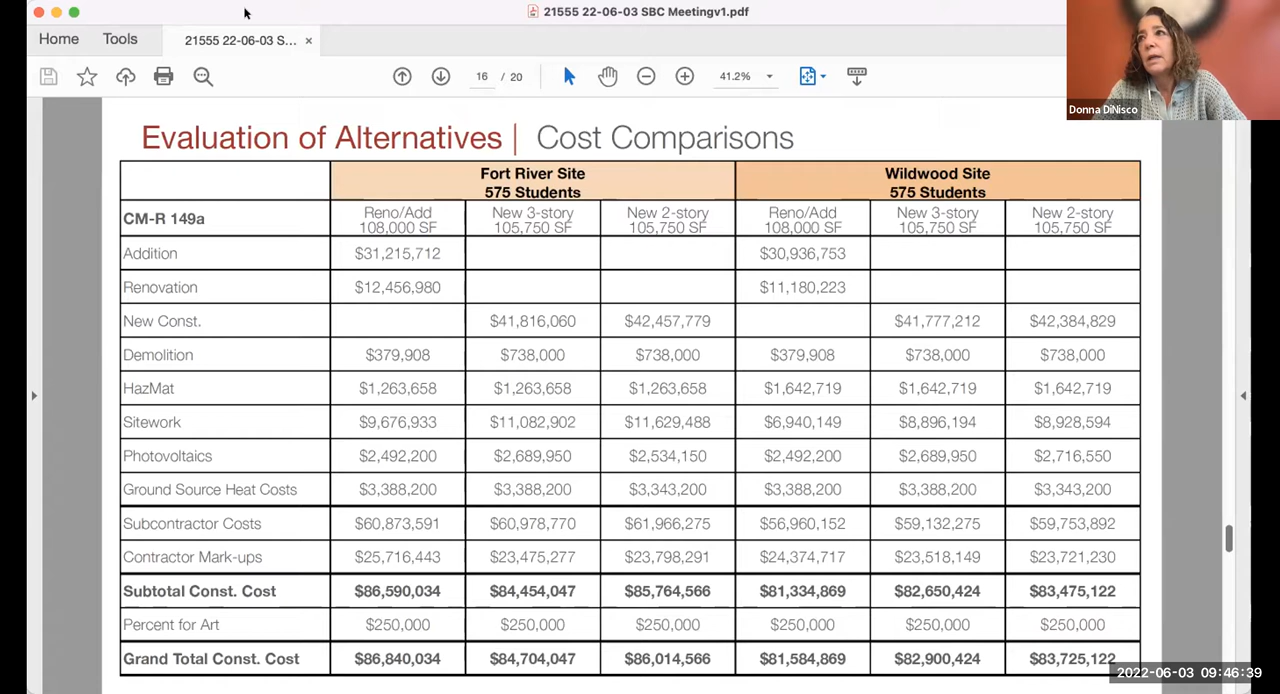 21555 22-06-03 SBC Meetingv1.pdf
Home Tools 21555 22-06-03 S... ×
16 / 20 41.2%
Donna DiNisco
Evaluation of Alternatives | Cost Comparisons
Fort River Site Wildwood Site
575 Students 575 Students
CM-R 149a Reno/Add New 3-story New 2-story Reno/Add New 3-story New 2-story
108,000 SF 105,750 SF 105,750 SF 108,000 SF 105,750 SF 105,750 SF
Addition $31,215,712 $30,936,753
Renovation $12,456,980 $11,180,223
New Const. $41,816,060 $42,457,779 $41,777,212 $42,384,829
Demolition $379,908 $738,000 $738,000 $379,908 $738,000 $738,000
HazMat $1,263,658 $1,263,658 $1,263,658 $1,642,719 $1,642,719 $1,642,719
Sitework $9,676,933 $11,082,902 $11,629,488 $6,940,149 $8,896,194 $8,928,594
Photovoltaics $2,492,200 $2,689,950 $2,534,150 $2,492,200 $2,689,950 $2,716,550
Ground Source Heat Costs $3,388,200 $3,388,200 $3,343,200 $3,388,200 $3,388,200 $3,343,200
Subcontractor Costs $60,873,591 $60,978,770 $61,966,275 $56,960,152 $59,132,275 $59,753,892
Contractor Mark-ups $25,716,443 $23,475,277 $23,798,291 $24,374,717 $23,518,149 $23,721,230
Subtotal Const. Cost $86,590,034 $84,454,047 $85,764,566 $81,334,869 $82,650,424 $83,475,122
Percent for Art $250,000 $250,000 $250,000 $250,000 $250,000 $250,000
Grand Total Const. Cost $86,840,034 $84,704,047 $86,014,566 $81,584,869 $82,900,424 $83,725,122
2022-06-03 09:46:39